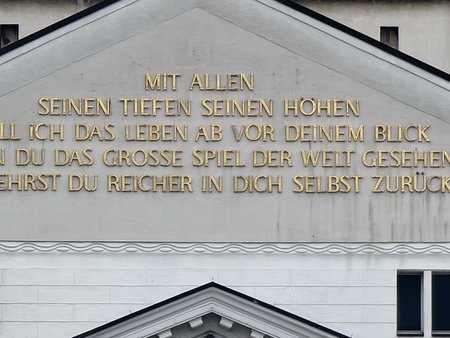 MIT ALLEN
SEINEN TIEFEN SEINEN HÖHEN
LL ICH DAS LEBEN AB VOR DEINEM BLICK
N DU DAS GROSSE SPIEL DER WELT GESEHEN
EHRST DU REICHER IN DICH SELBST ZURÜCK